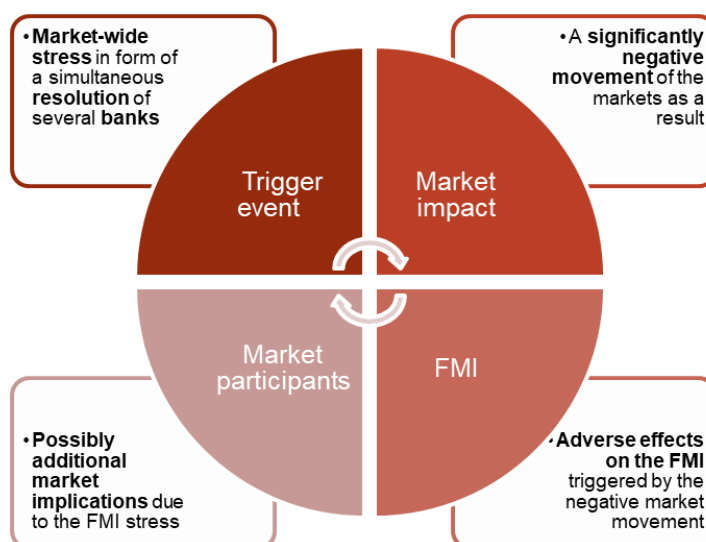 •Market-wide
stress in form of
a simultaneous
resolution of
several banks
•A significantly
negative
movement of the
markets as a
result
Trigger
event
Market
impact
Market
participants
FMI
•Possibly
additional
market
implications due
to the FMI stress
•Adverse effects
on the FMI
triggered by the
negative market
movement